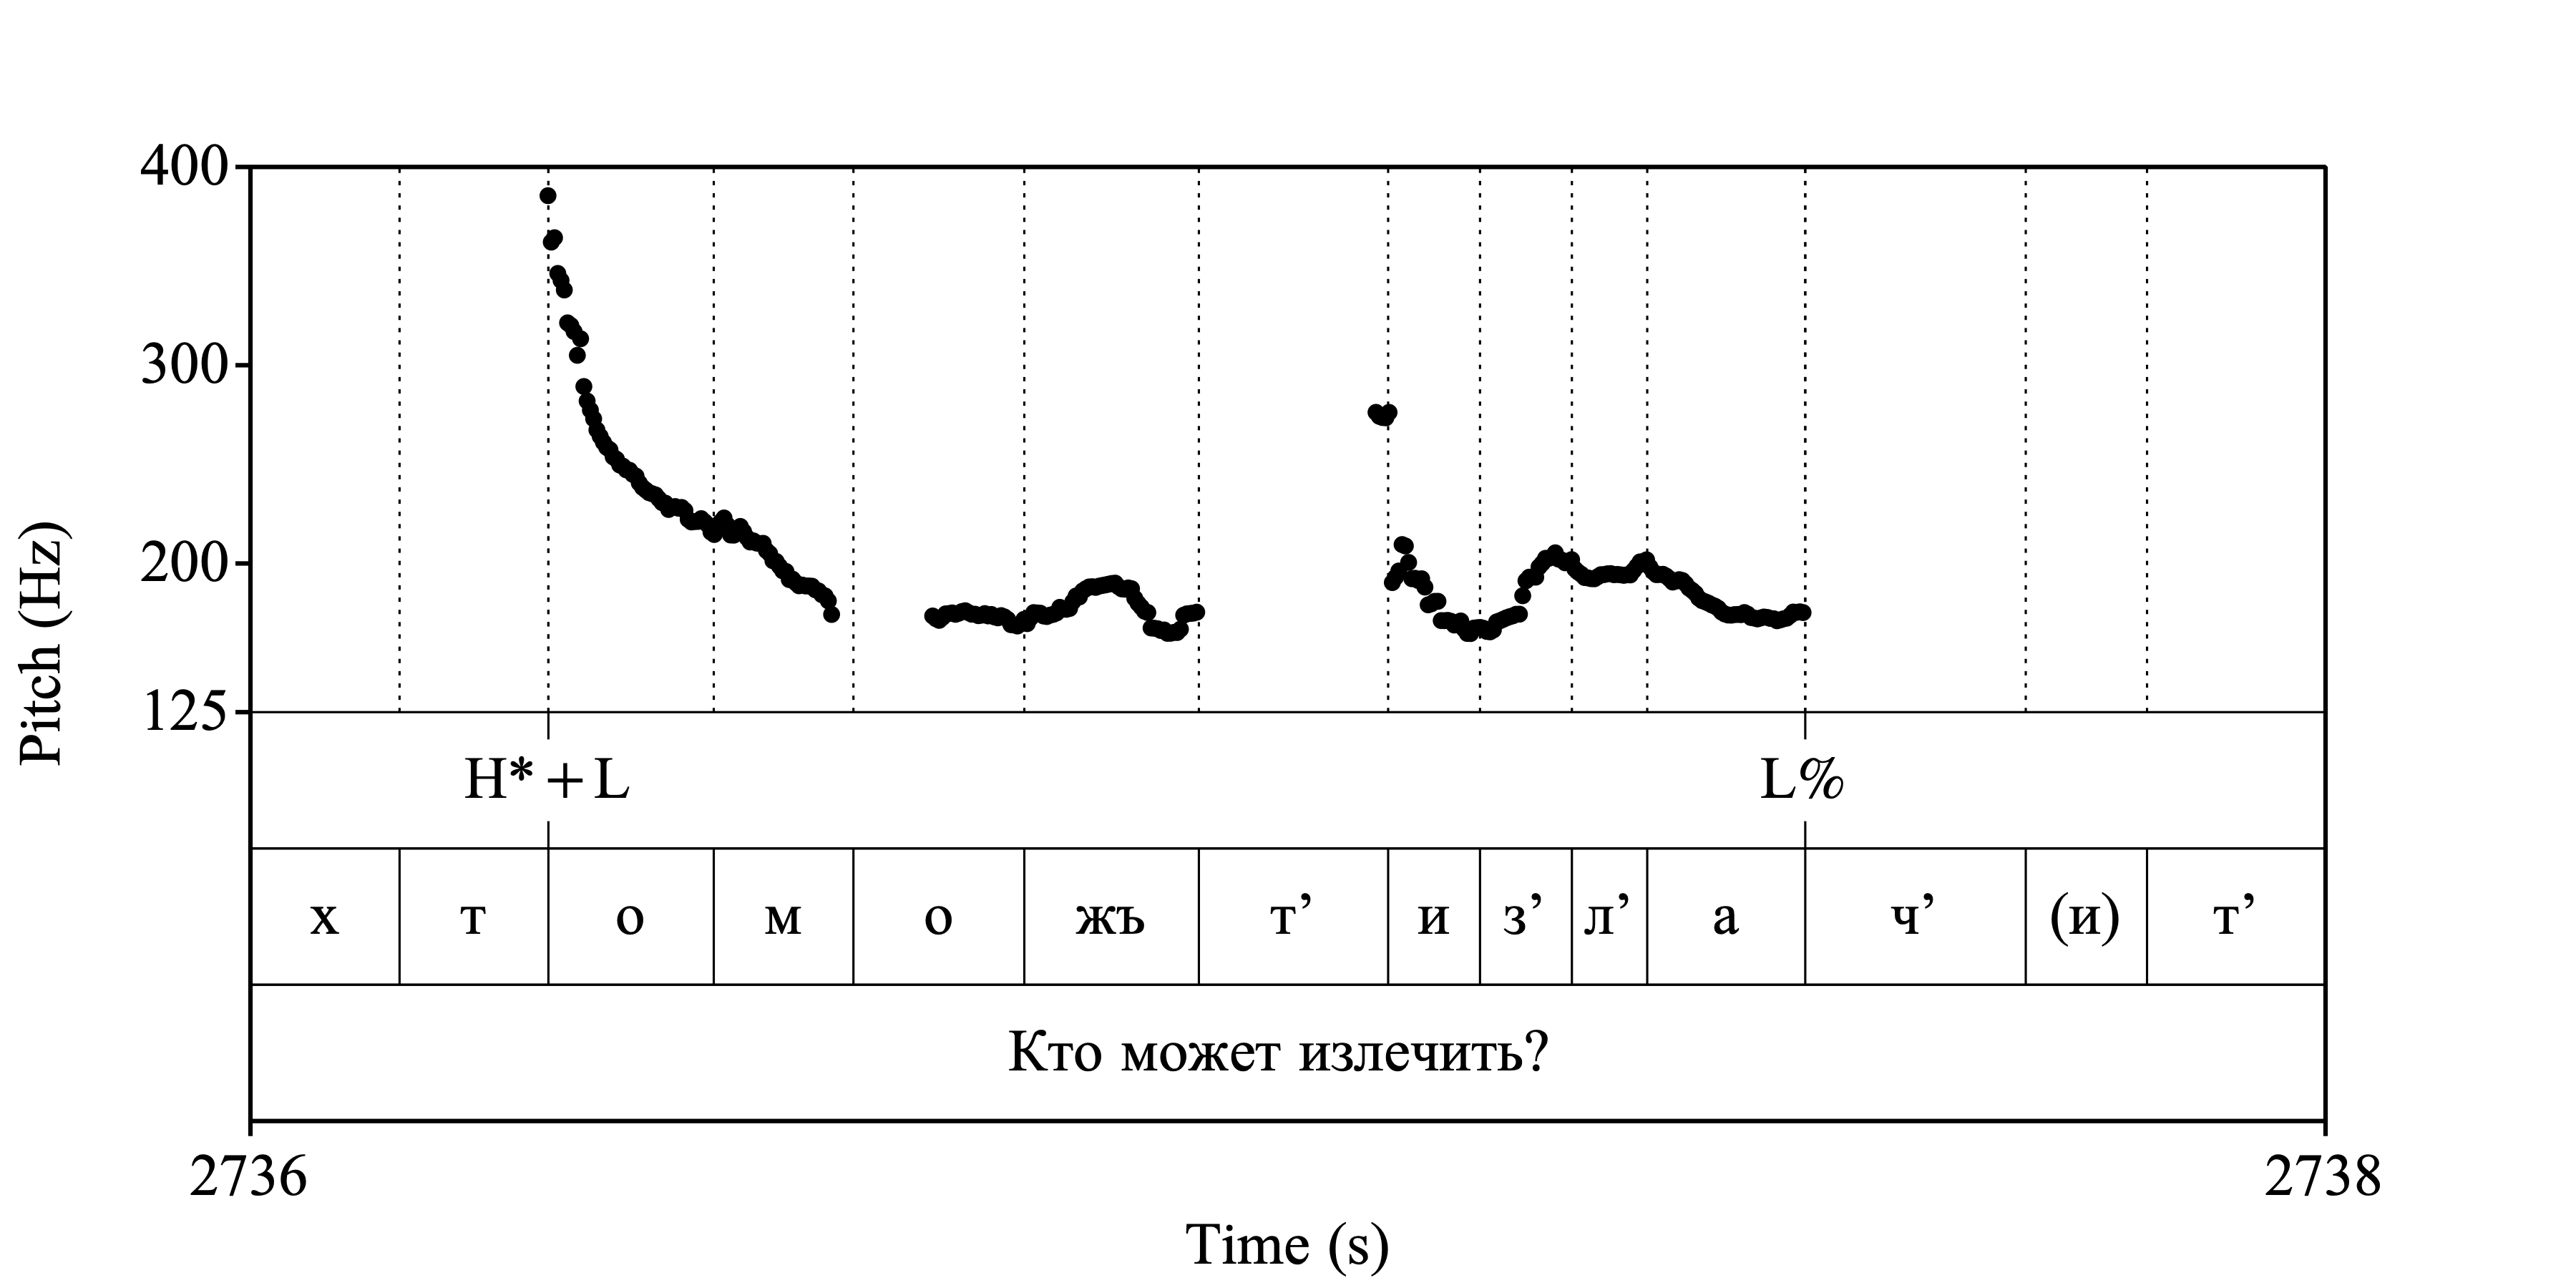 400
300
200
125
Pitch (Hz)
H* + L L%
х т о м о жъ т’ и з’ л’ а ч’ (и) т’
Кто может излечить?
2736 2738
Time (s)